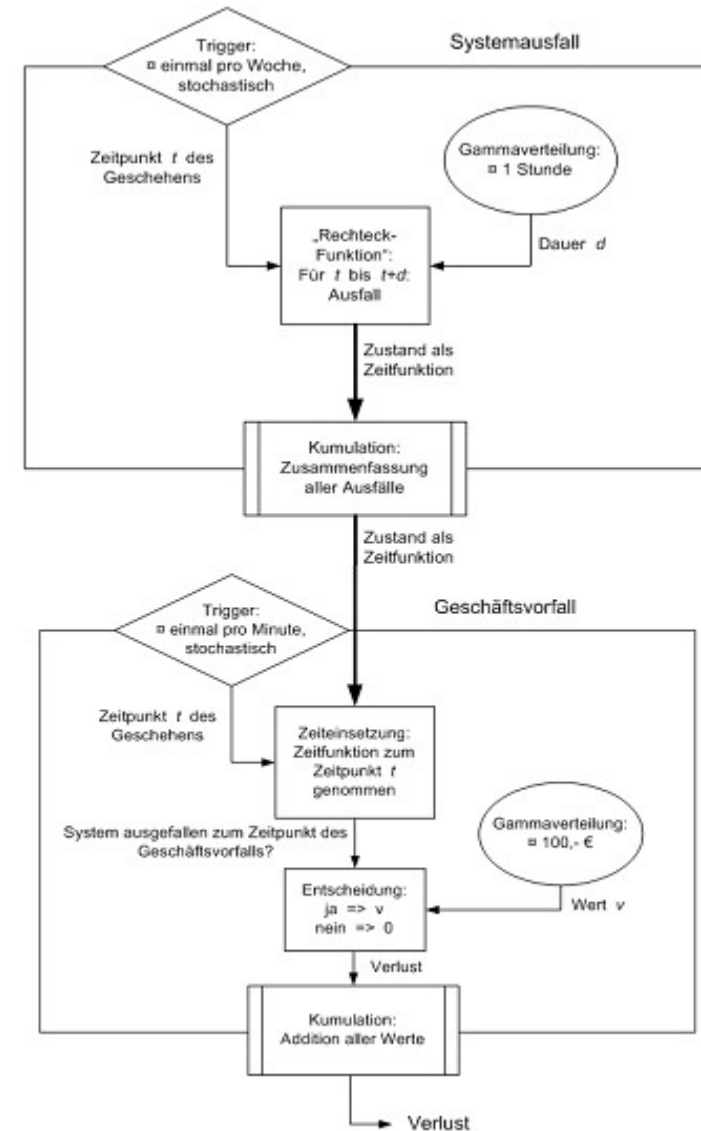 Systemausfall
Trigger:
¤ einmal pro Woche,
stochastisch
Zeitpunkt t des
Geschehens
Gammaverteilung:
¤ 1 Stunde
Dauer d
„Rechteck-
Funktion“:
Für t bis t+d:
Ausfall
Zustand als
Zeitfunktion
Kumulation:
Zusammenfassung
aller Ausfälle
Zustand als
Zeitfunktion
Geschäftsvorfall
Trigger:
¤ einmal pro Minute,
stochastisch
Zeitpunkt t des
Geschehens
Zeiteinsetzung:
Zeitfunktion zum
Zeitpunkt t
genommen
System ausgefallen zum Zeitpunkt des
Geschäftsvorfalls?
Gammaverteilung:
¤ 100,- €
Wert v
Entscheidung:
ja => v
nein => 0
Verlust
Kumulation:
Addition aller Werte
Verlust